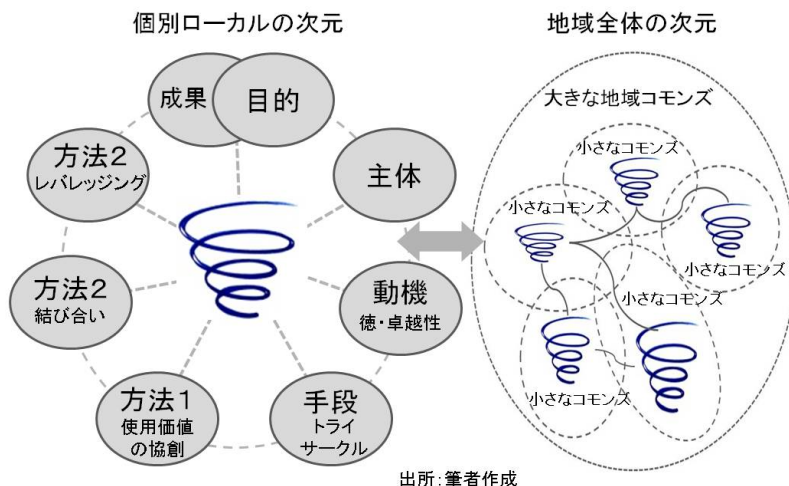 個別ローカルの次元
地域全体の次元
成果
目的
主体
動機
徳・卓越性
手段
トライ
サークル
方法1
使用価値
の協創
方法2
結び合い
方法2
レバレッジング
大きな地域コモンズ
小さなコモンズ
小さなコモンズ
小さなコモンズ
小さなコモンズ
小さなコモンズ
出所:筆者作成